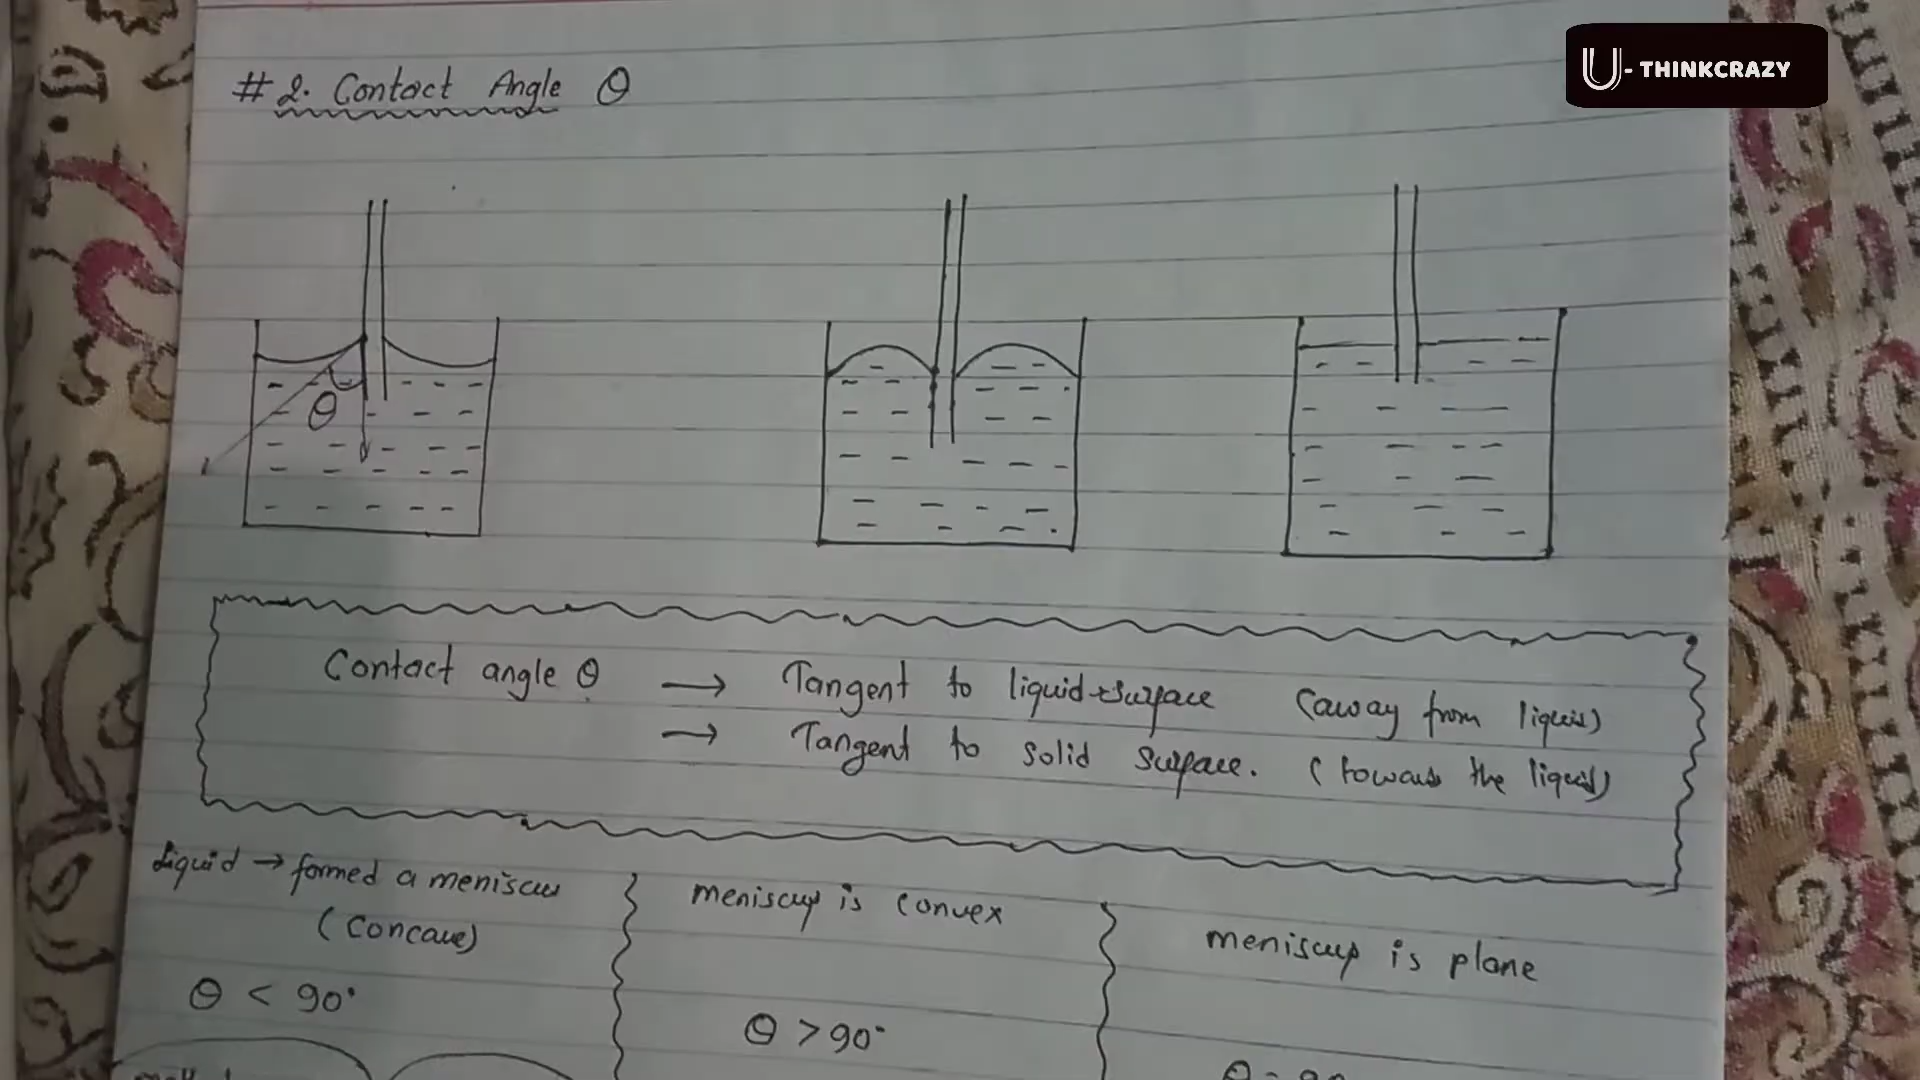 U - THINKCRAZY
# 2. Contact Angle θ
θ
Contact angle θ → Tangent to liquid surface (away from liquid)
→ Tangent to solid surface. (towards the liquid)
Liquid → formed a meniscus
(Concave)
θ < 90°
meniscus is convex
θ > 90°
meniscus is plane